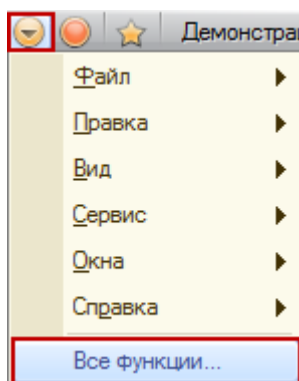 Демонстра
Файл
Правка
Вид
Сервис
Окна
Справка
Все функции...